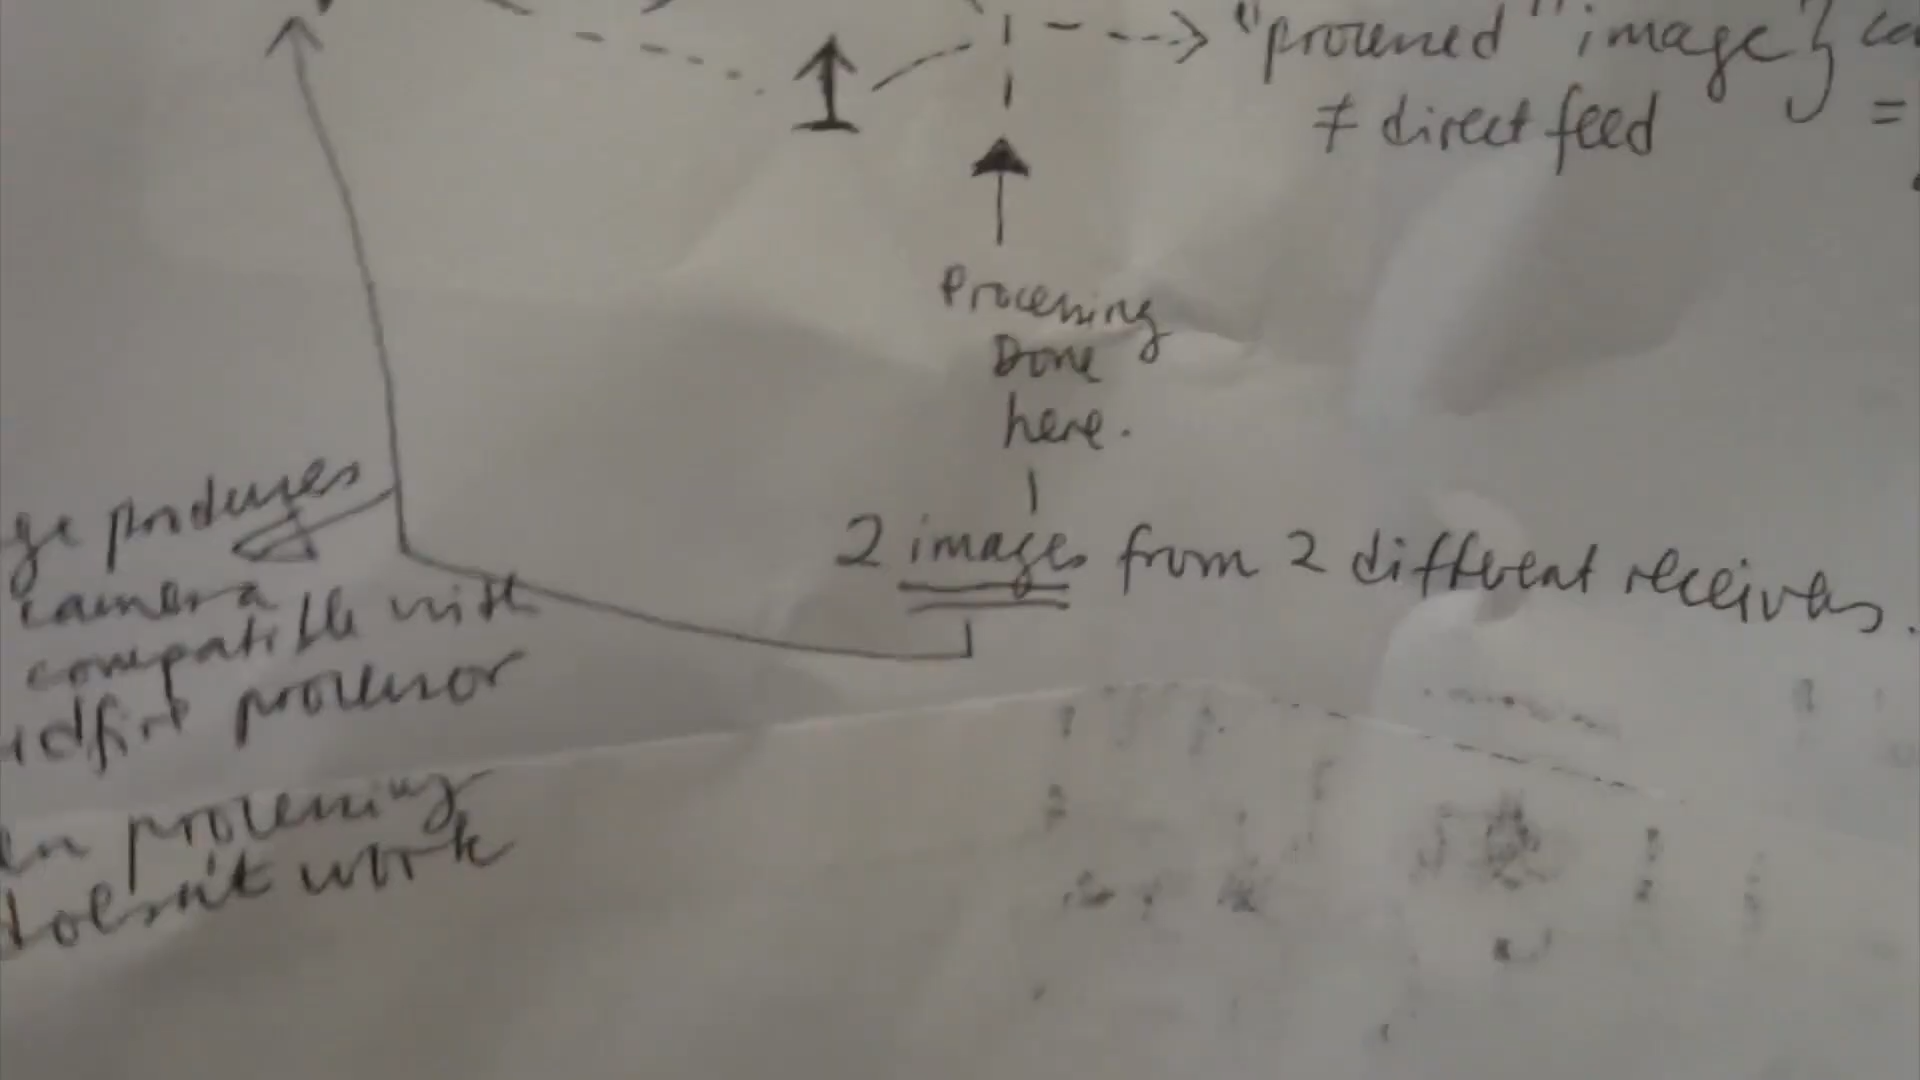 "processed" image}
≠ direct feed =
Processing
Done
here.
2 images from 2 different receivers.
produces
camera
compatible with
processor
processing
doesn't work